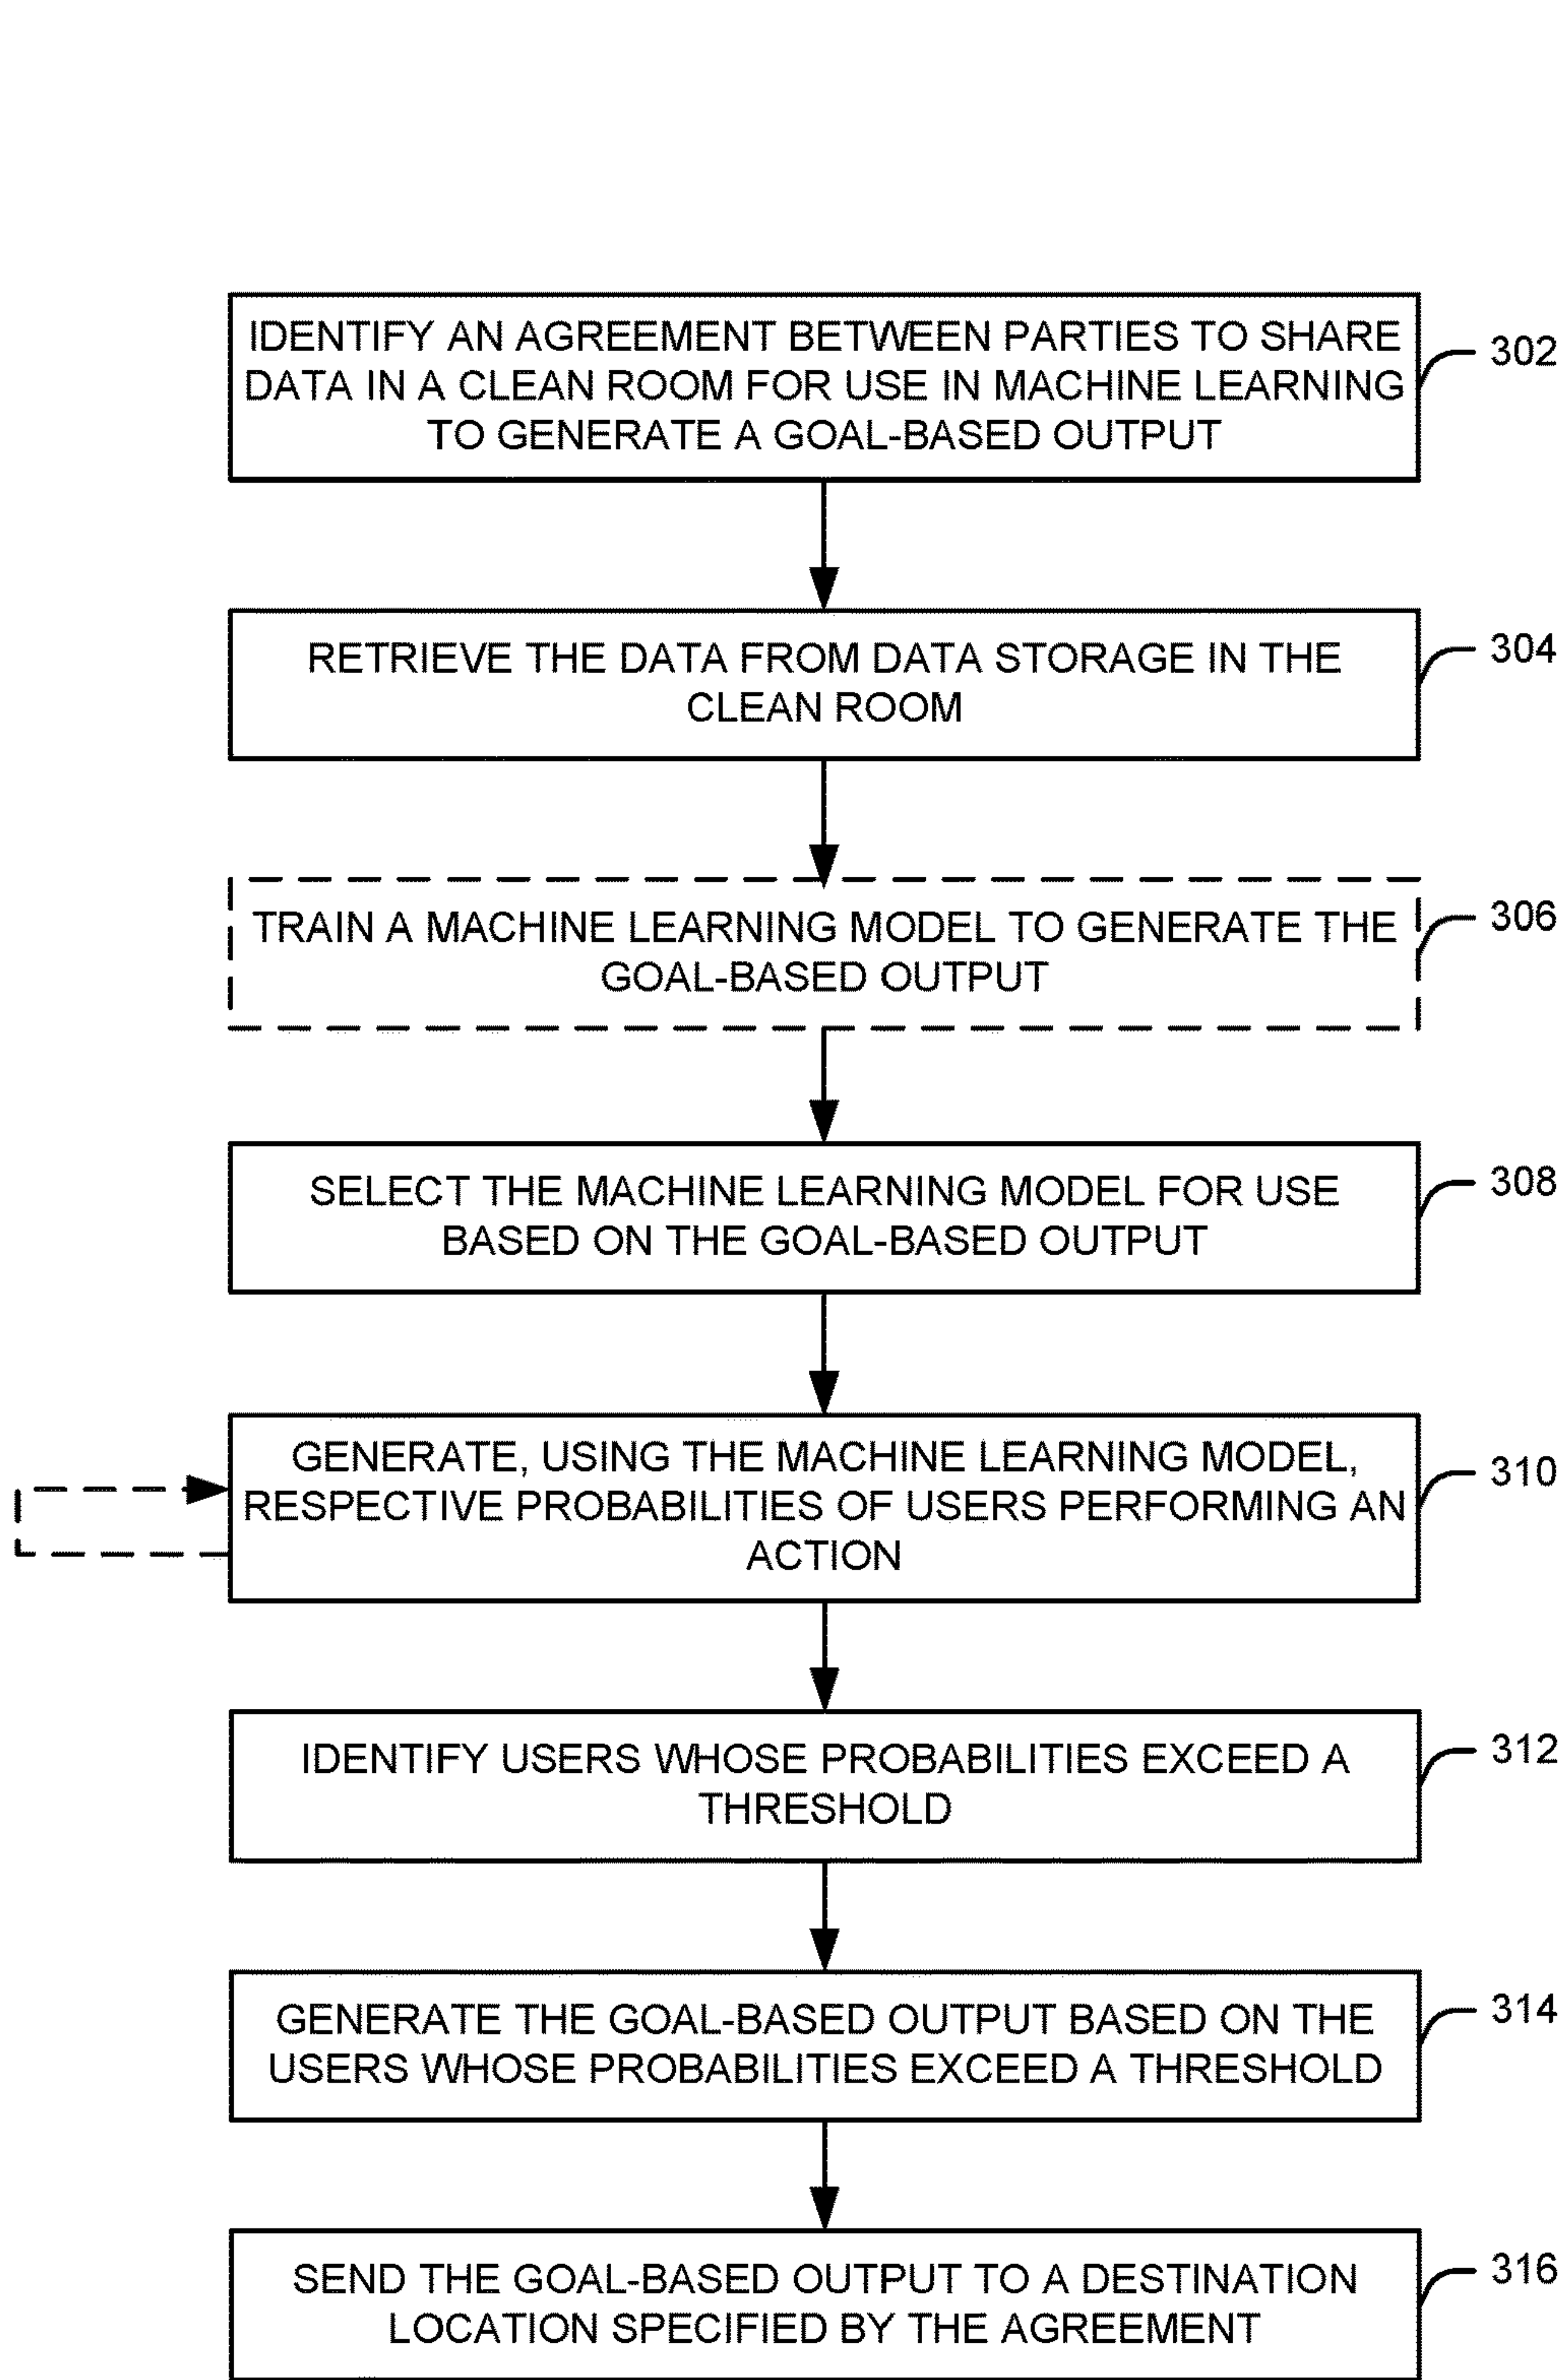 IDENTIFY AN AGREEMENT BETWEEN PARTIES TO SHARE
DATA IN A CLEAN ROOM FOR USE IN MACHINE LEARNING
TO GENERATE A GOAL-BASED OUTPUT
302
RETRIEVE THE DATA FROM DATA STORAGE IN THE
CLEAN ROOM
304
TRAIN A MACHINE LEARNING MODEL TO GENERATE THE
GOAL-BASED OUTPUT
306
SELECT THE MACHINE LEARNING MODEL FOR USE
BASED ON THE GOAL-BASED OUTPUT
308
GENERATE, USING THE MACHINE LEARNING MODEL,
RESPECTIVE PROBABILITIES OF USERS PERFORMING AN
ACTION
310
IDENTIFY USERS WHOSE PROBABILITIES EXCEED A
THRESHOLD
312
GENERATE THE GOAL-BASED OUTPUT BASED ON THE
USERS WHOSE PROBABILITIES EXCEED A THRESHOLD
314
SEND THE GOAL-BASED OUTPUT TO A DESTINATION
LOCATION SPECIFIED BY THE AGREEMENT
316